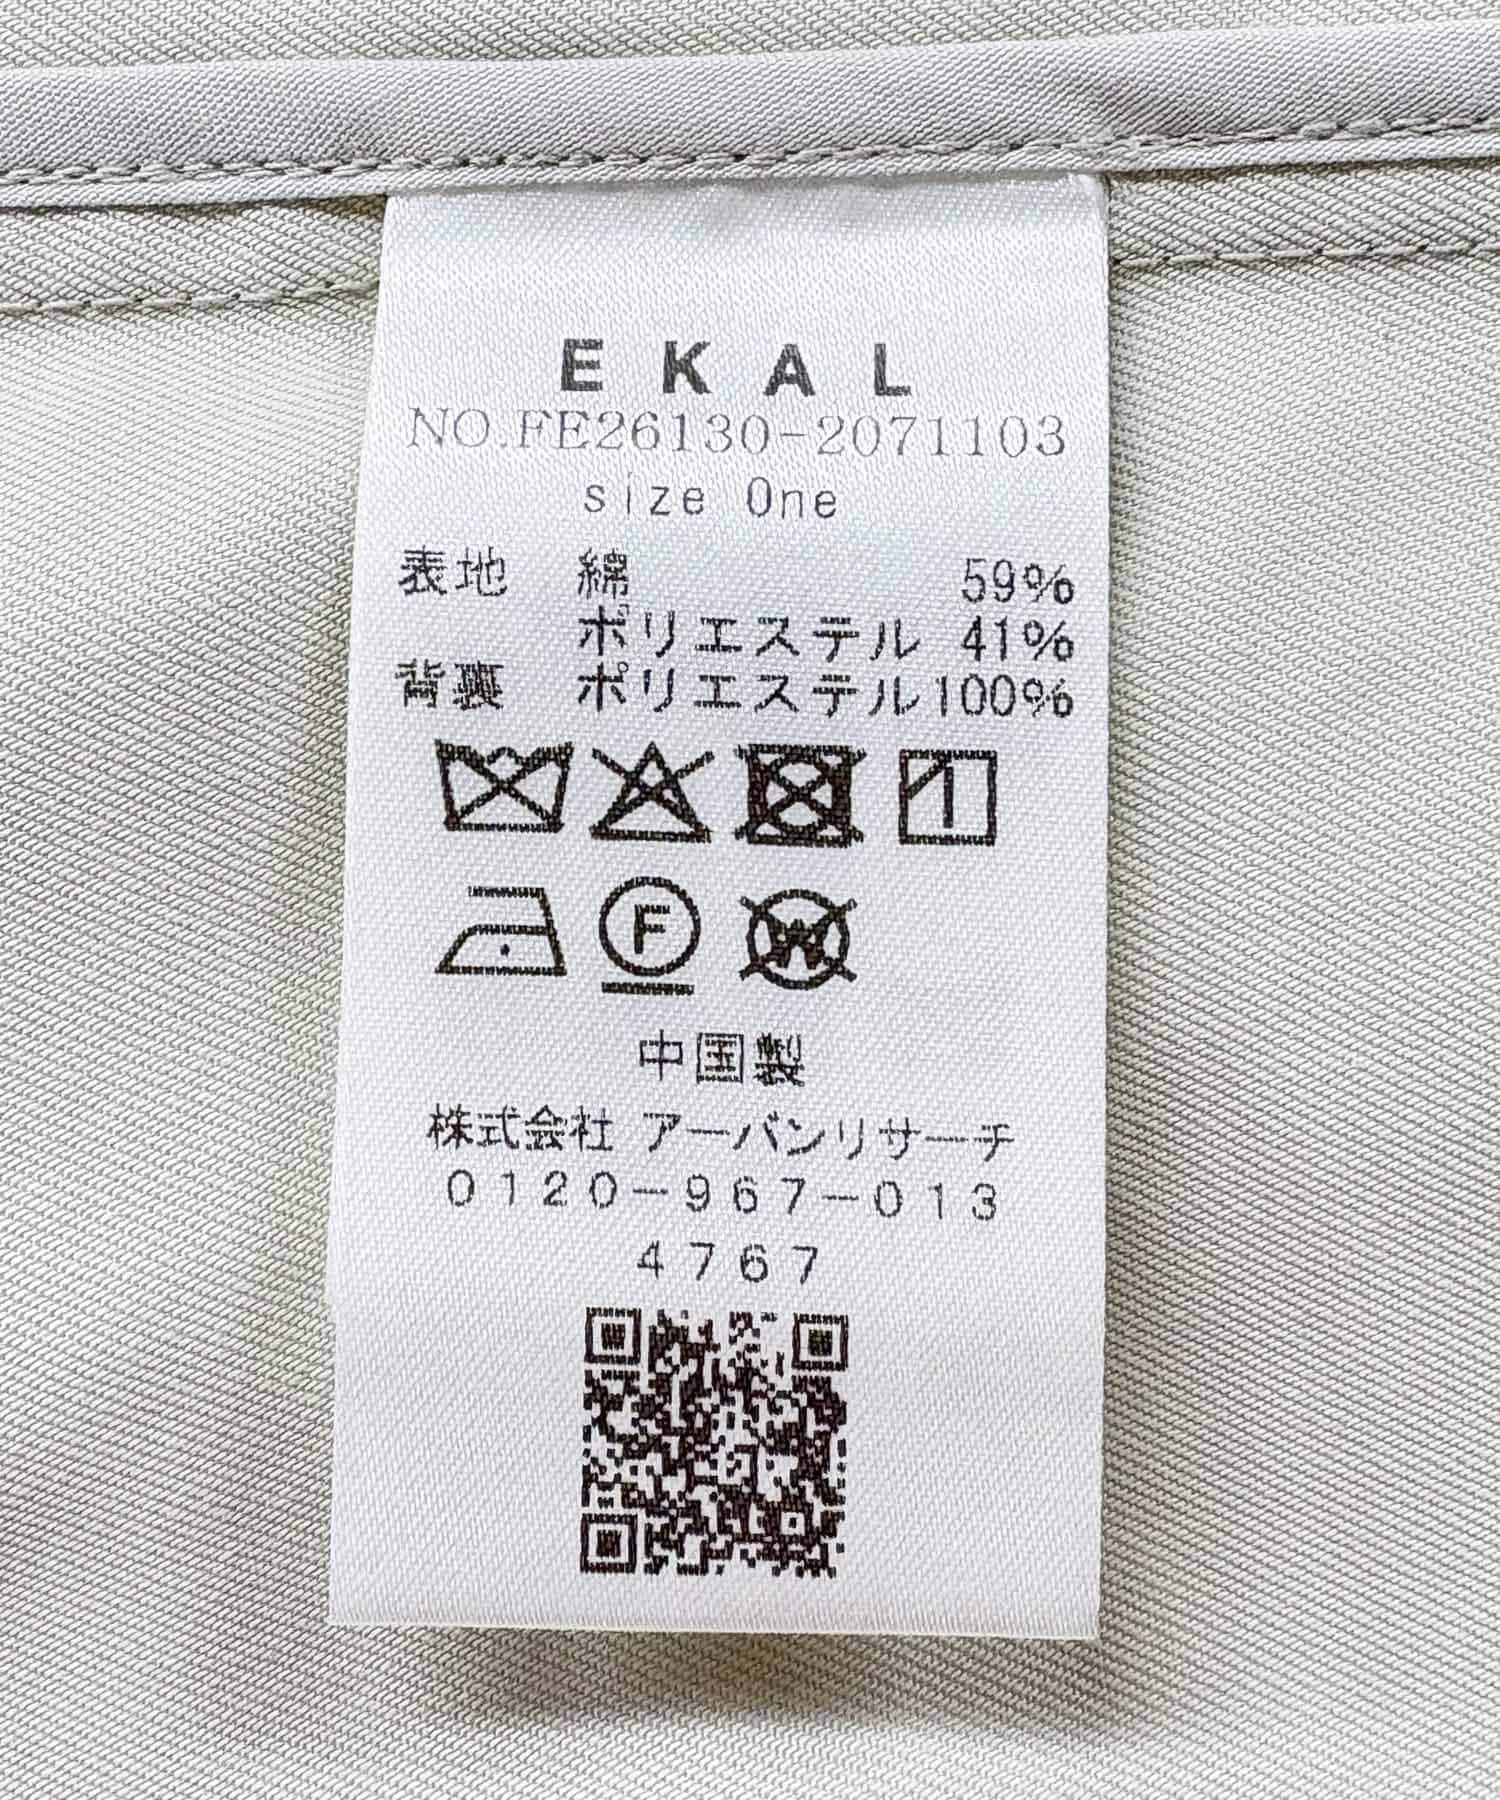 EKAL
NO.FE26130-2071103
size One
表地 綿 59%
ポリエステル 41%
背裏 ポリエステル100%
F W
中国製
株式会社 アーバンリサーチ
0120-967-013
4767